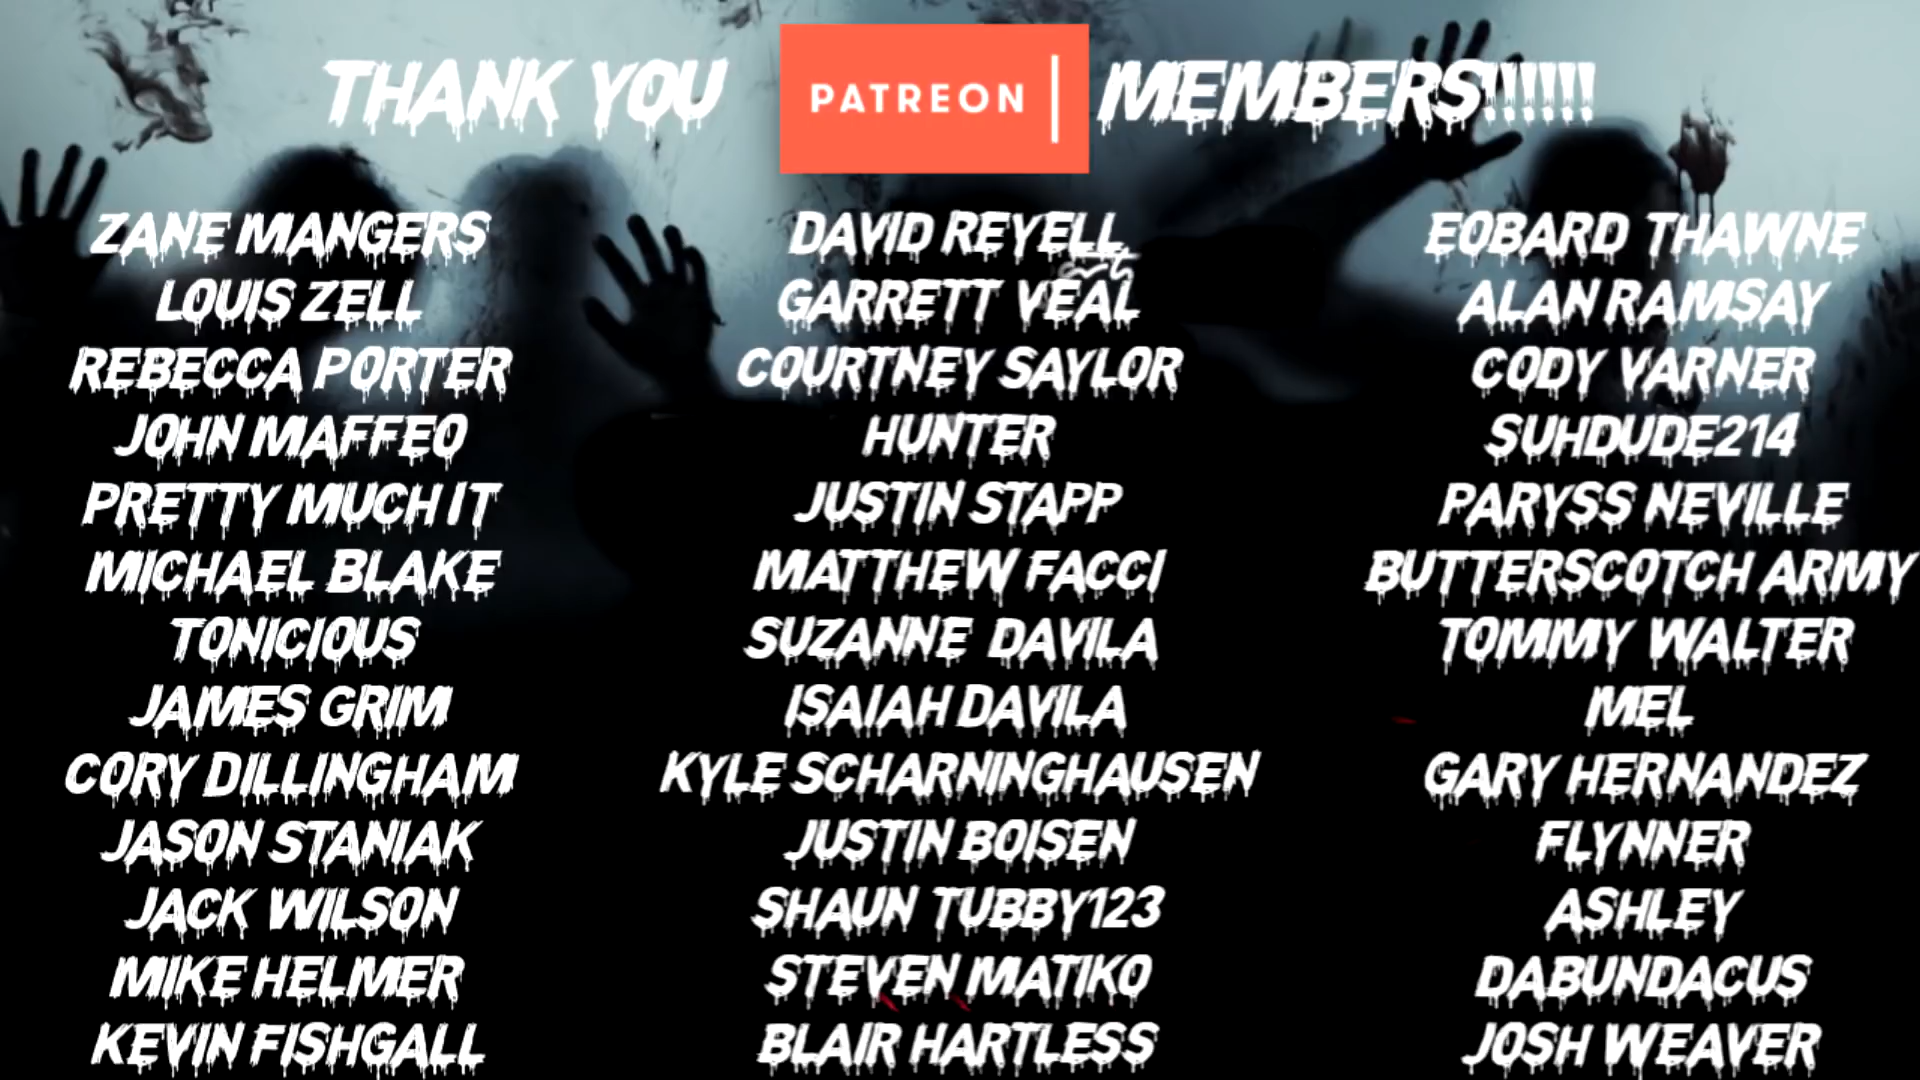 THANK YOU PATREON MEMBERS!!!!!!
ZANE MANGERS
LOUIS ZELL
REBECCA PORTER
JOHN MAFFEO
PRETTY MUCH IT
MICHAEL BLAKE
TONICIOUS
JAMES GRIM
CORY DILLINGHAM
JASON STANIAK
JACK WILSON
MIKE HELMER
KEVIN FISHGALL
DAVID REYELL
GARRETT VEAL
COURTNEY SAYLOR
HUNTER
JUSTIN STAPP
MATTHEW FACCI
SUZANNE DAVILA
ISAIAH DAVILA
KYLE SCHARNINGHAUSEN
JUSTIN BOISEN
SHAUN TUBBY123
STEVEN MATIKO
BLAIR HARTLESS
EOBARD THAWNE
ALAN RAMSAY
CODY VARNER
SUHDUDE214
PARYSS NEVILLE
BUTTERSCOTCH ARMY
TOMMY WALTER
MEL
GARY HERNANDEZ
FLYNNER
ASHLEY
DABUNDACUS
JOSH WEAVER